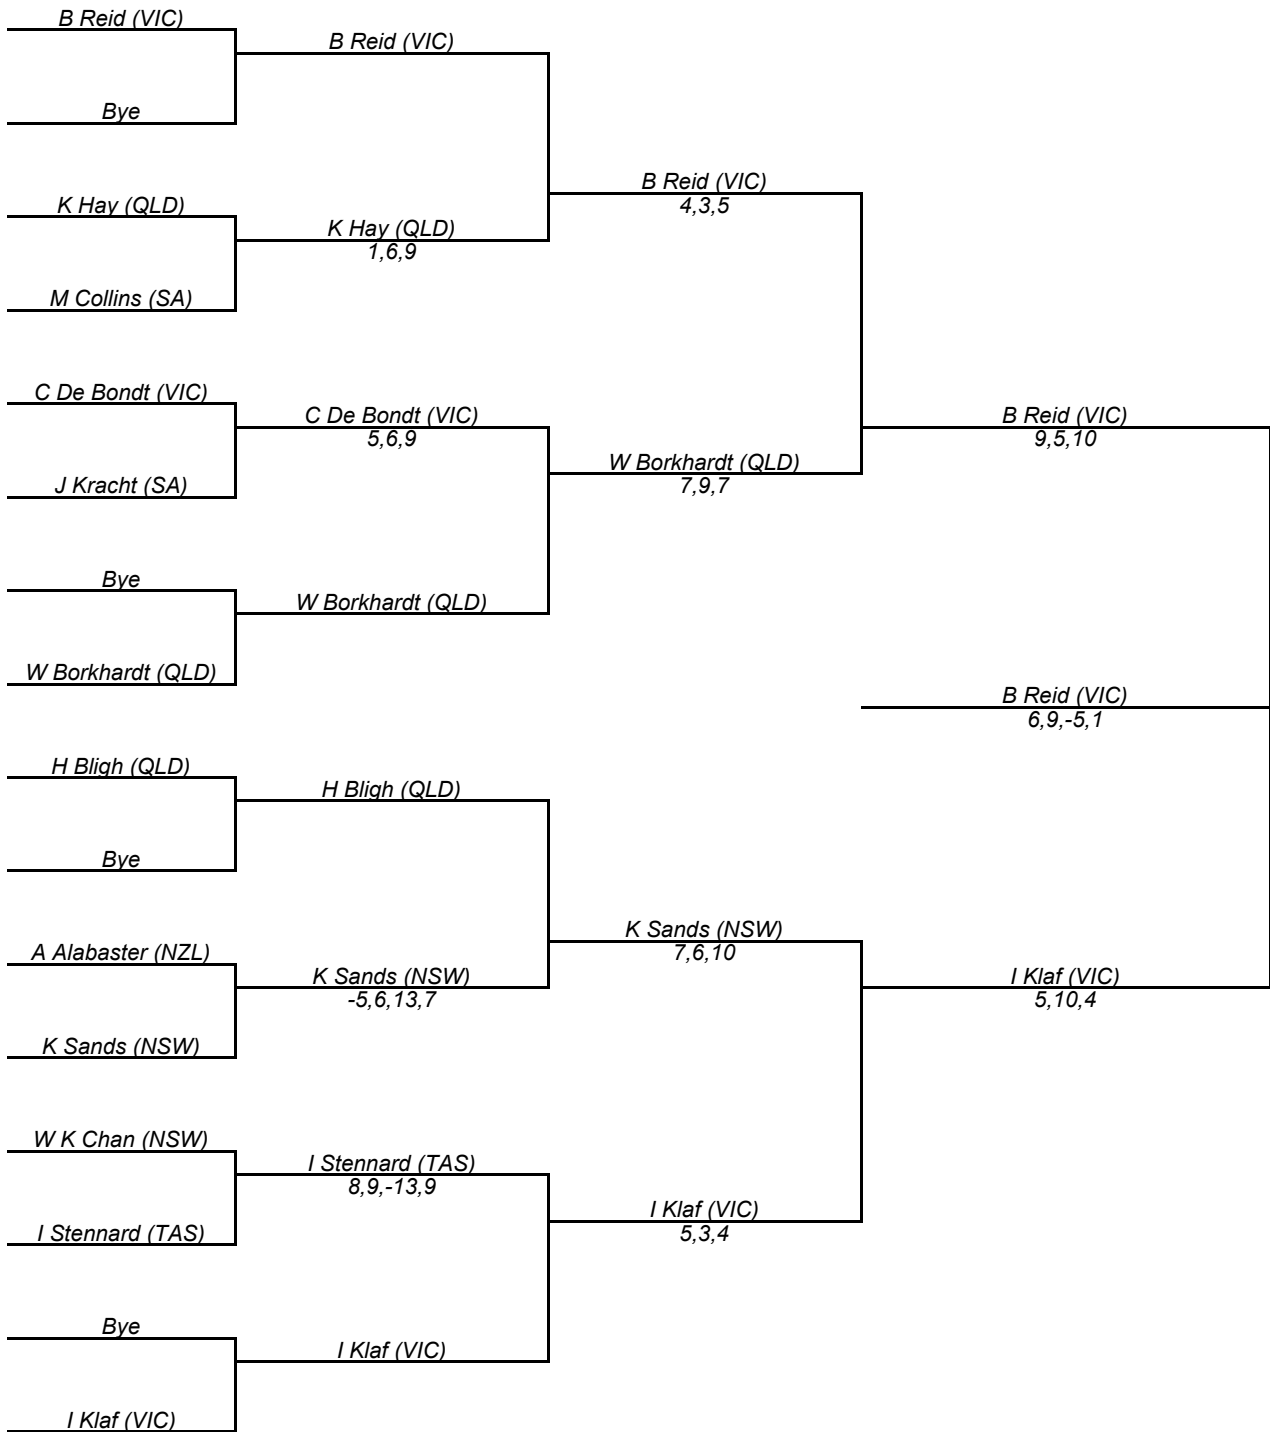 B Reid (VIC)
B Reid (VIC)
Bye
B Reid (VIC)
4,3,5
K Hay (QLD)
K Hay (QLD)
1,6,9
M Collins (SA)
C De Bondt (VIC)
C De Bondt (VIC)
5,6,9
B Reid (VIC)
9,5,10
W Borkhardt (QLD)
7,9,7
J Kracht (SA)
Bye
W Borkhardt (QLD)
W Borkhardt (QLD)
B Reid (VIC)
6,9,-5,1
H Bligh (QLD)
H Bligh (QLD)
Bye
K Sands (NSW)
7,6,10
A Alabaster (NZL)
K Sands (NSW)
-5,6,13,7
I Klaf (VIC)
5,10,4
K Sands (NSW)
W K Chan (NSW)
I Stennard (TAS)
8,9,-13,9
I Klaf (VIC)
5,3,4
I Stennard (TAS)
Bye
I Klaf (VIC)
I Klaf (VIC)